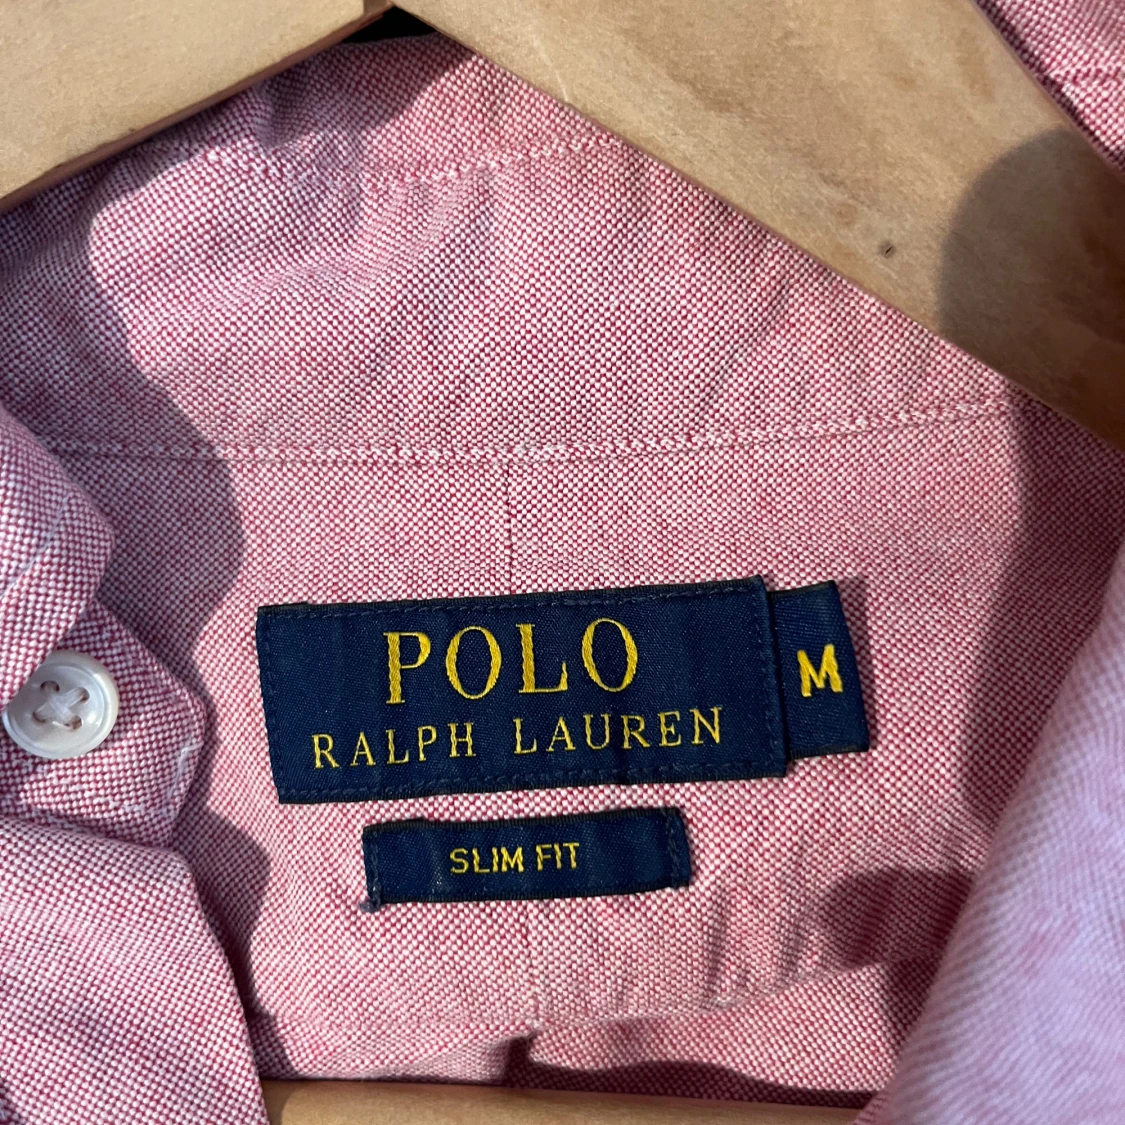 POLO
RALPH LAUREN
M
SLIM FIT